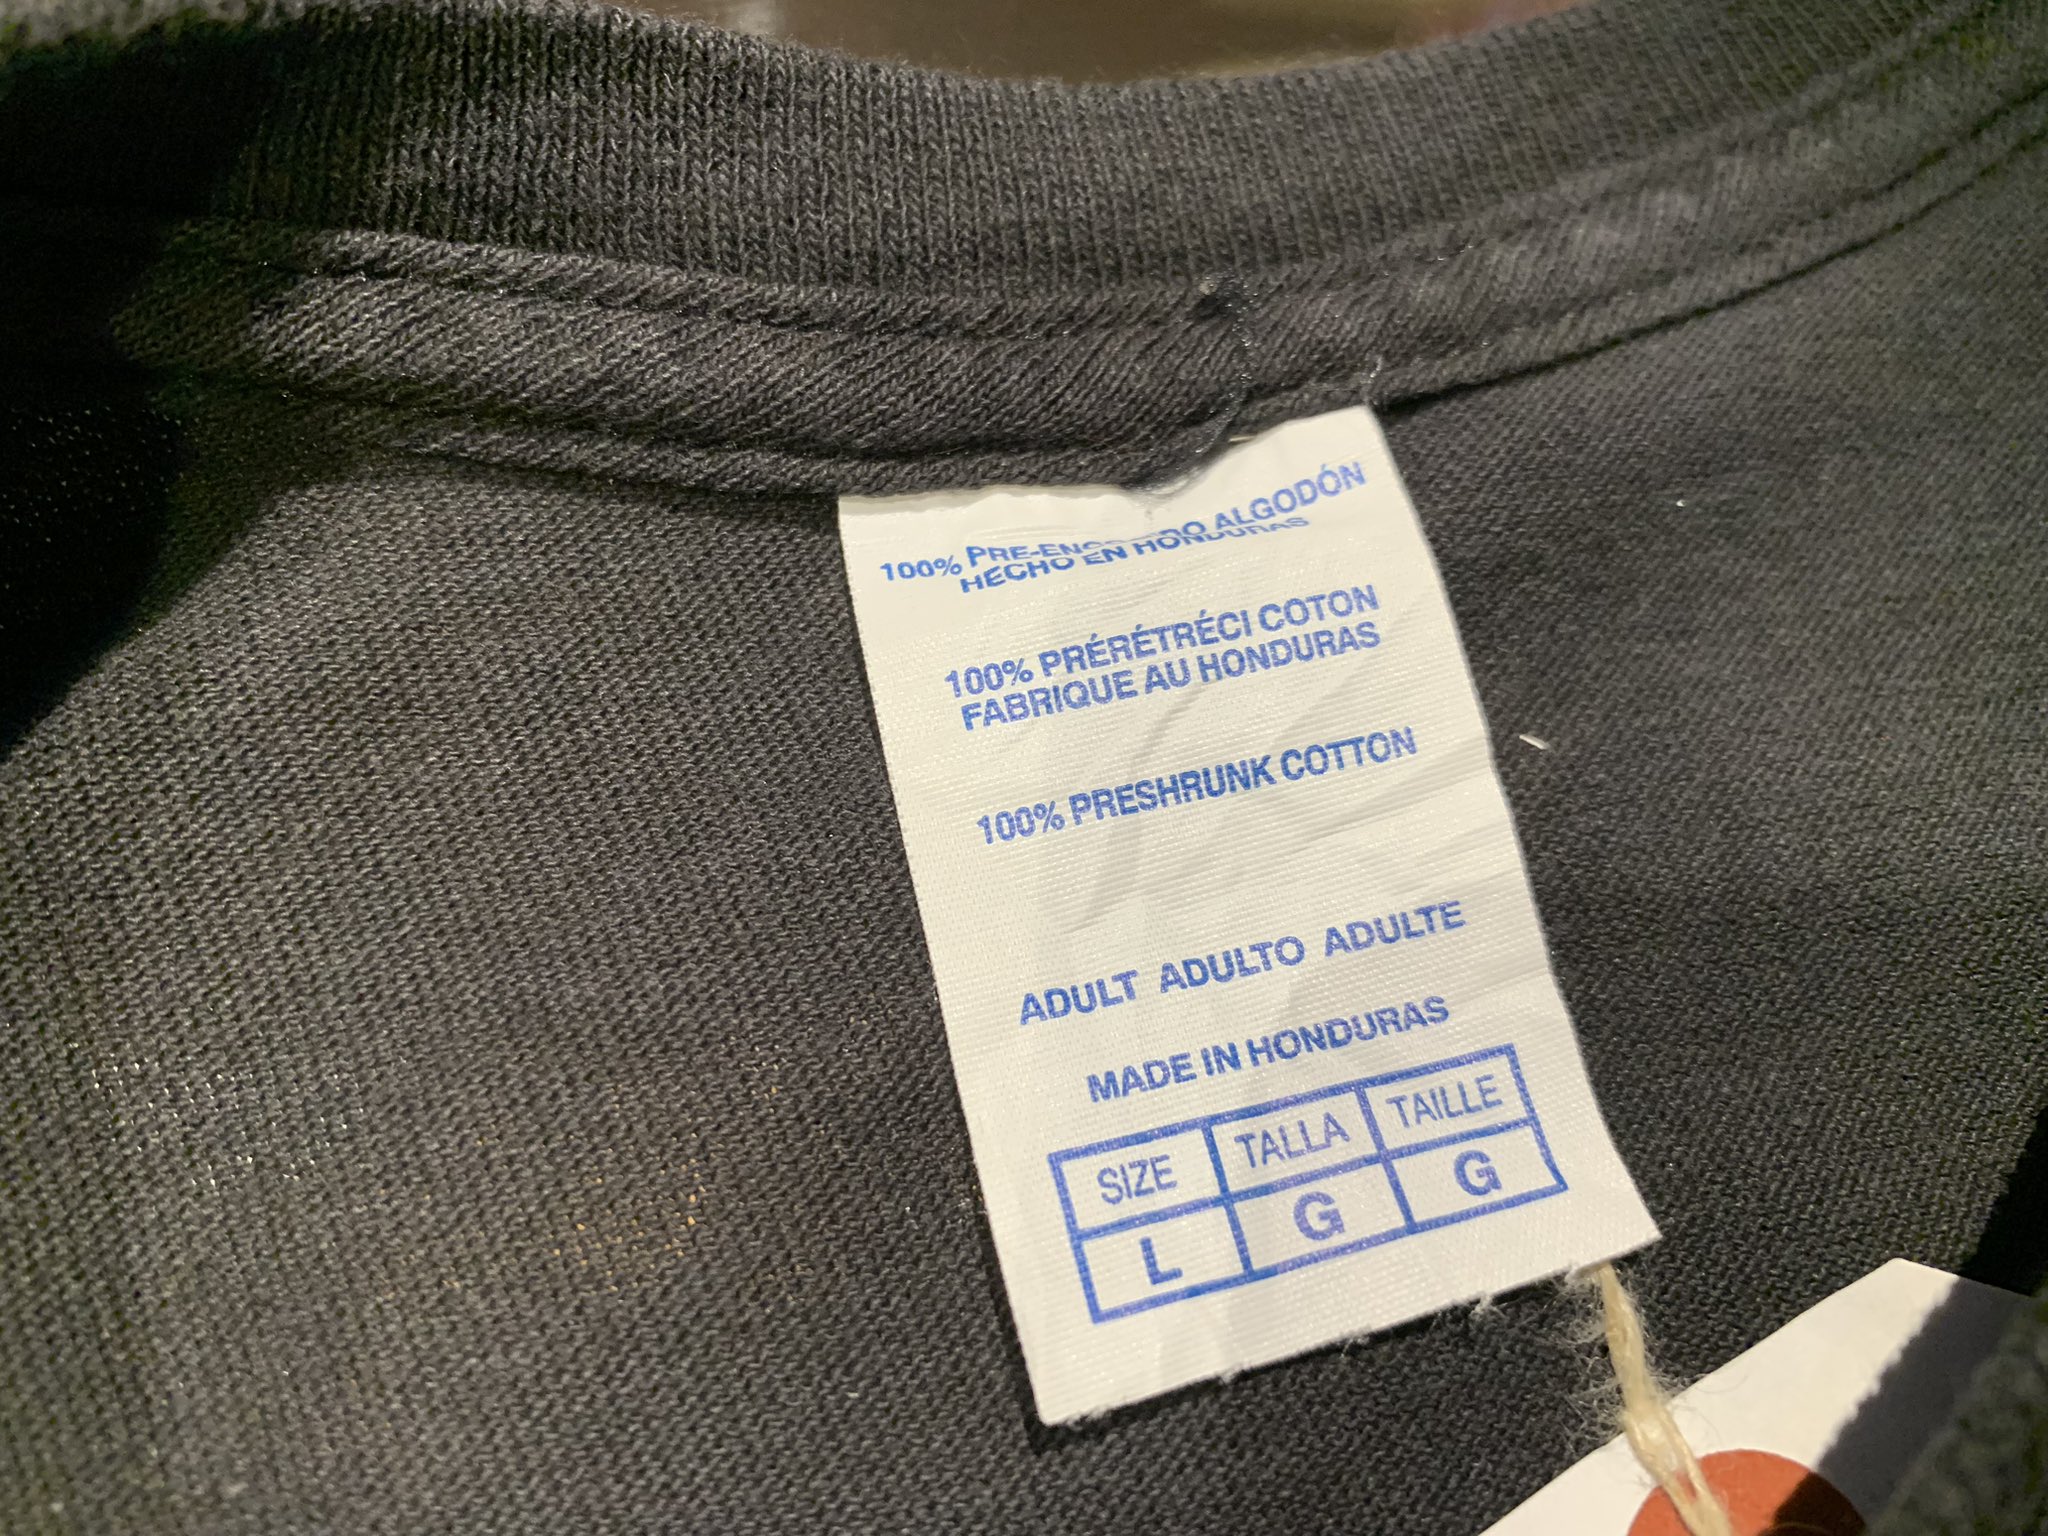 100% PRE-ENCOGIDO ALGODÓN
HECHO EN HONDURAS
100% PRÉRÉTRÉCI COTON
FABRIQUE AU HONDURAS
100% PRESHRUNK COTTON
ADULT ADULTO ADULTE
MADE IN HONDURAS
SIZE TALLA TAILLE
L G G